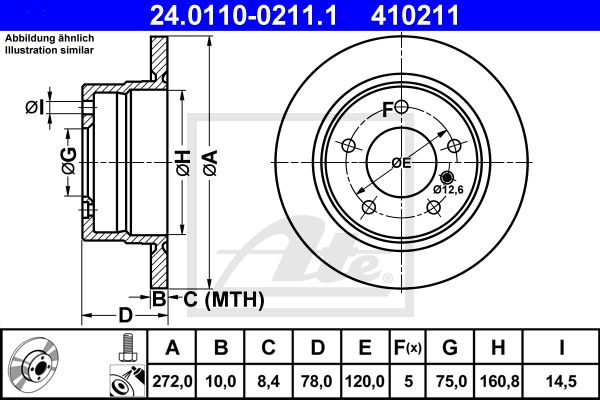 24.0110-0211.1 410211
Abbildung ähnlich
Illustration similar
ØI
ØG
ØH
ØA
F
ØE
Ø12,6
B
C (MTH)
D
Ate
®
A B C D E F(x) G H I
272,0 10,0 8,4 78,0 120,0 5 75,0 160,8 14,5